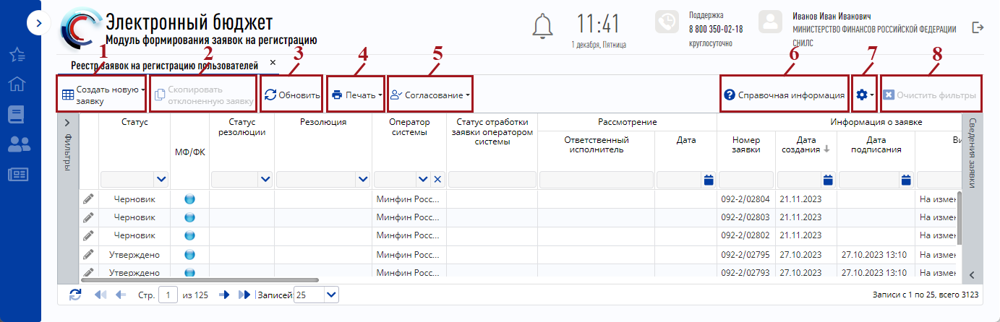 Электронный бюджет
Модуль формирования заявок на регистрацию
11:41
1 декабря, Пятница
Поддержка
8 800 350-02-18
круглосуточно
Иванов Иван Иванович
МИНИСТЕРСТВО ФИНАНСОВ РОССИЙСКОЙ ФЕДЕРАЦИИ
СНИЛС
1 2 3 4 5 6 7 8
Реестр заявок на регистрацию пользователей
Создать новую заявку
Скопировать отклоненную заявку
Обновить
Печать
Согласование
Справочная информация
Очистить фильтры
Фильтры
Статус
МФ/ФК
Статус резолюции
Резолюция
Оператор системы
Статус отработки заявки оператором системы
Рассмотрение
Ответственный исполнитель
Дата
Информация о заявке
Номер заявки
Дата создания
Дата подписания
Ви
Сведения заявки
Черновик Минфин Росс... 092-2/02804 21.11.2023 На измен
Черновик Минфин Росс... 092-2/02803 21.11.2023 На измен
Черновик Минфин Росс... 092-2/02802 21.11.2023 На измен
Утверждено Минфин Росс... 092-2/02795 27.10.2023 27.10.2023 13:10 На измен
Утверждено Минфин Росс... 092-2/02793 27.10.2023 27.10.2023 13:10 На измен
Стр. 1 из 125 Записей: 25
Записи с 1 по 25, всего 3123